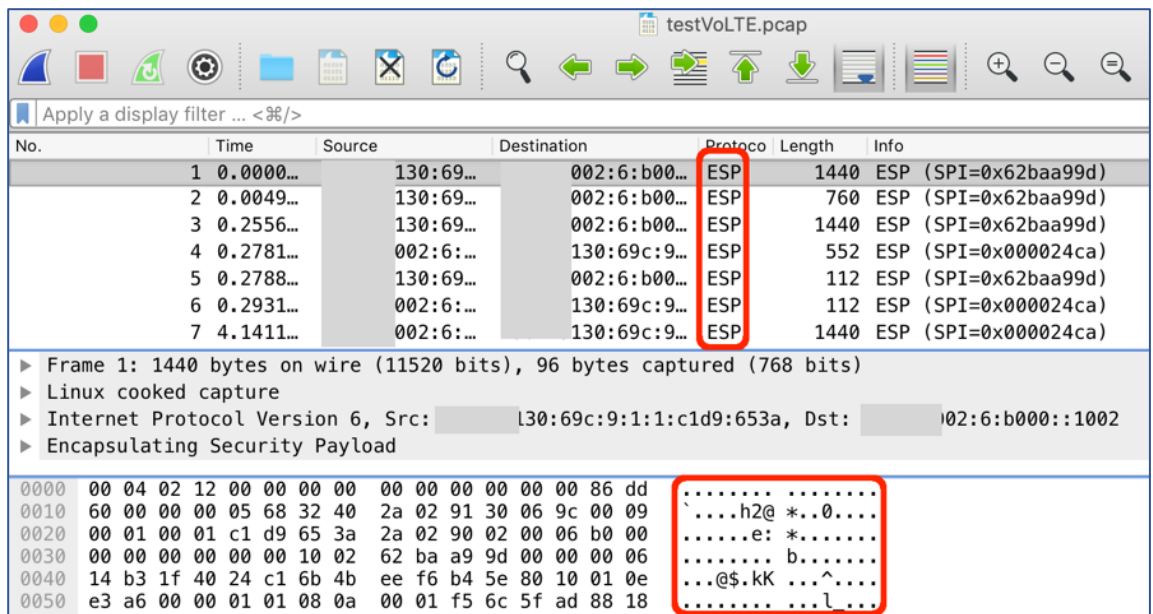 testVoLTE.pcap
Apply a display filter ... <⌘/>
No. Time Source Destination Protoco Length Info
1 0.0000… 130:69… 002:6:b00… ESP 1440 ESP (SPI=0x62baa99d)
2 0.0049… 130:69… 002:6:b00… ESP 760 ESP (SPI=0x62baa99d)
3 0.2556… 130:69… 002:6:b00… ESP 1440 ESP (SPI=0x62baa99d)
4 0.2781… 002:6:… 130:69c:9… ESP 552 ESP (SPI=0x000024ca)
5 0.2788… 130:69… 002:6:b00… ESP 112 ESP (SPI=0x62baa99d)
6 0.2931… 002:6:… 130:69c:9… ESP 112 ESP (SPI=0x000024ca)
7 4.1411… 002:6:… 130:69c:9… ESP 1440 ESP (SPI=0x000024ca)
Frame 1: 1440 bytes on wire (11520 bits), 96 bytes captured (768 bits)
Linux cooked capture
Internet Protocol Version 6, Src: 130:69c:9:1:1:c1d9:653a, Dst: 002:6:b000::1002
Encapsulating Security Payload
0000 00 04 02 12 00 00 00 00 00 00 00 00 00 00 86 dd ........ ........
0010 60 00 00 00 05 68 32 40 2a 02 91 30 06 9c 00 09 `....h2@ *..0....
0020 00 01 00 01 c1 d9 65 3a 2a 02 90 02 00 06 b0 00 ......e: *.......
0030 00 00 00 00 00 00 10 02 62 ba a9 9d 00 00 00 06 ........ b.......
0040 14 b3 1f 40 24 c1 6b 4b ee f6 b4 5e 80 10 01 0e ...@$.kK ...^....
0050 e3 a6 00 00 01 01 08 0a 00 01 f5 6c 5f ad 88 18 ........ ...l_...